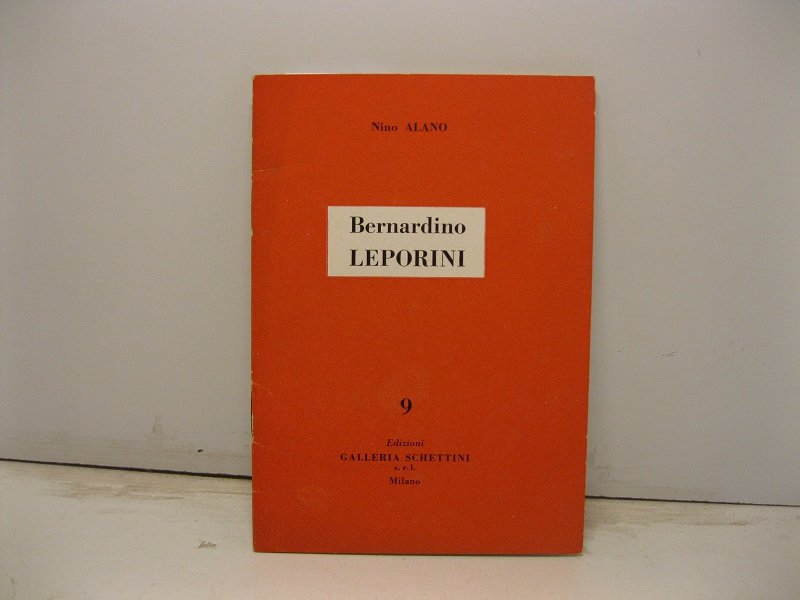 Nino ALANO
Bernardino
LEPORINI
9
Edizioni
GALLERIA SCHETTINI
s. r. l.
Milano